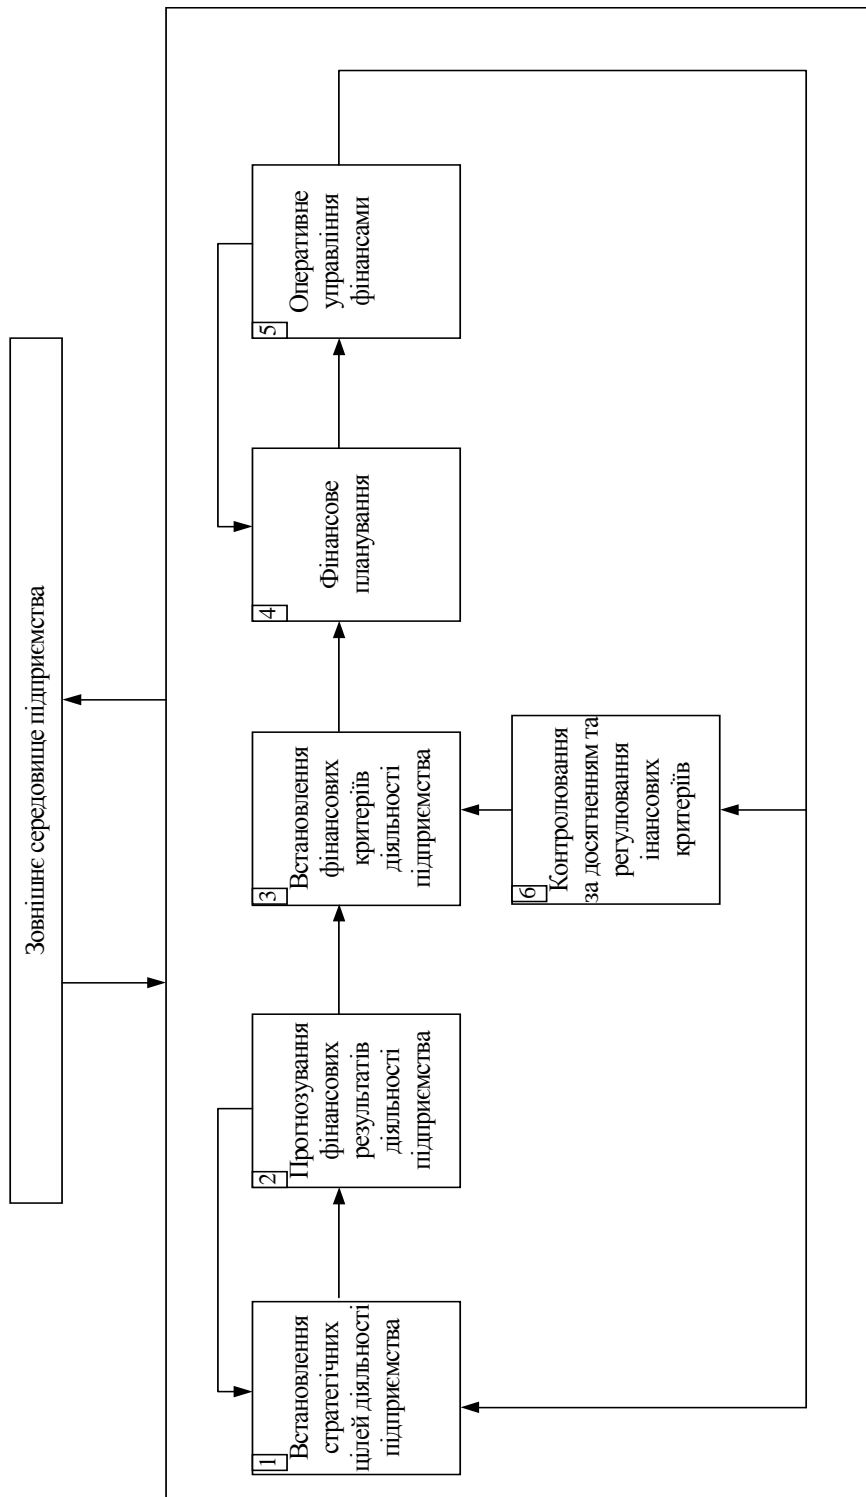 Зовнішнє середовище підприємства
1
Встановлення
стратегічних
цілей діяльності
підприємства
2
Прогнозування
фінансових
результатів
діяльності
підприємства
3
Встановлення
фінансових
критеріїв
діяльності
підприємства
4
Фінансове
планування
5
Оперативне
управління
фінансами
6
Контролювання
за досягненням та
регулювання
інансових
критеріїв